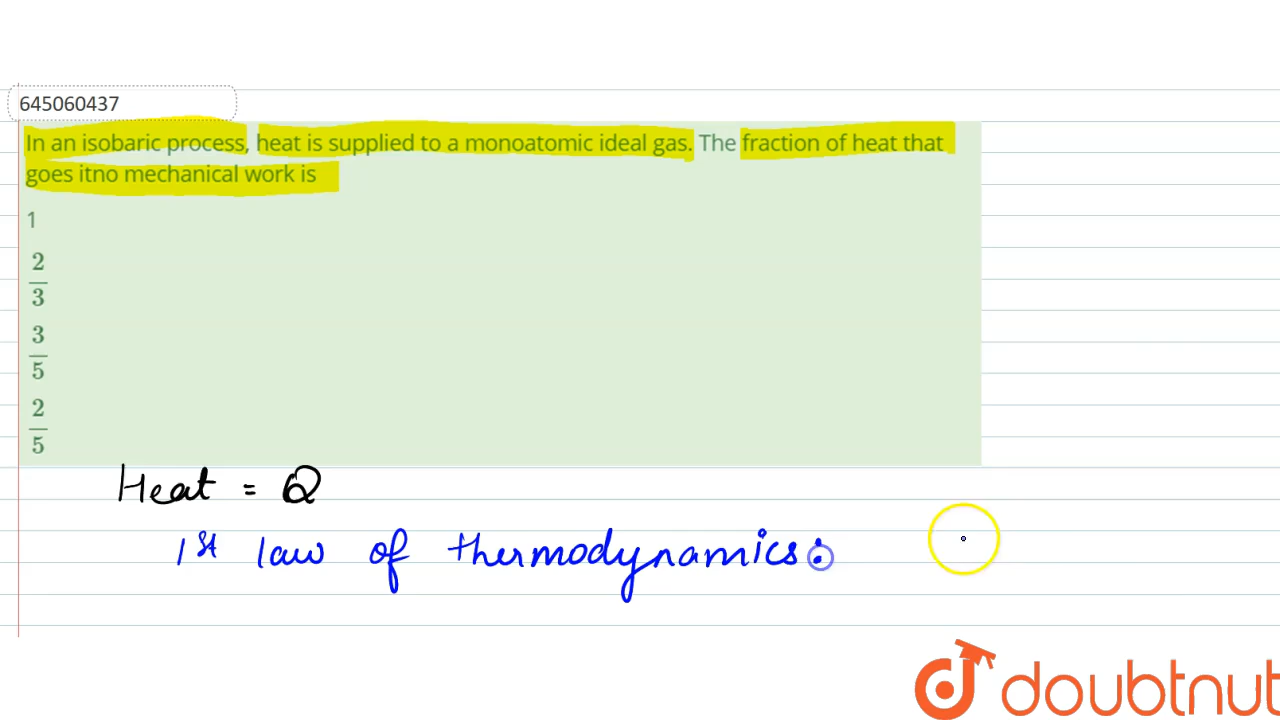 645060437
In an isobaric process, heat is supplied to a monoatomic ideal gas. The fraction of heat that
goes itno mechanical work is
1
2/3
3/5
2/5
Heat = Q
1st law of thermodynamics:
doubtnut